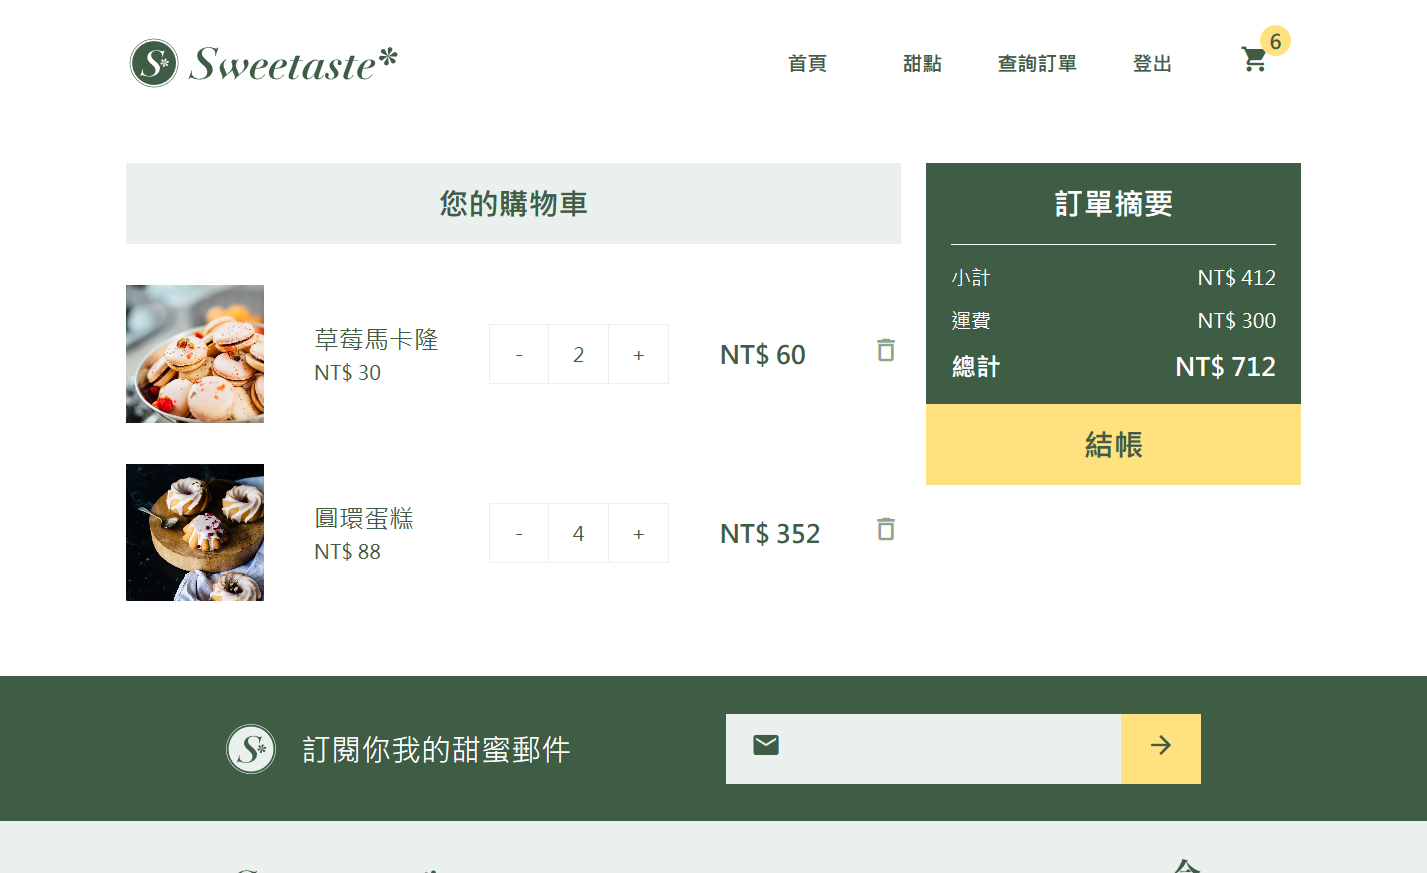 S* Sweetaste*
首頁
甜點
查詢訂單
登出
6
您的購物車
草莓馬卡隆
NT$ 30
- 2 +
NT$ 60
圓環蛋糕
NT$ 88
- 4 +
NT$ 352
訂單摘要
小計 NT$ 412
運費 NT$ 300
總計 NT$ 712
結帳
S* 訂閱你我的甜蜜郵件